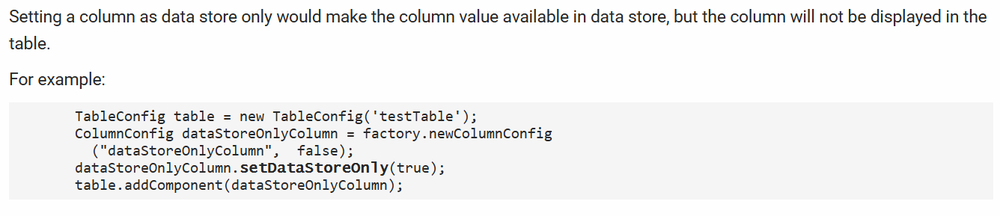 Setting a column as data store only would make the column value available in data store, but the column will not be displayed in the
table.
For example:
TableConfig table = new TableConfig('testTable');
ColumnConfig dataStoreOnlyColumn = factory.newColumnConfig
("dataStoreOnlyColumn",  false);
dataStoreOnlyColumn.setDataStoreOnly(true);
table.addComponent(dataStoreOnlyColumn);